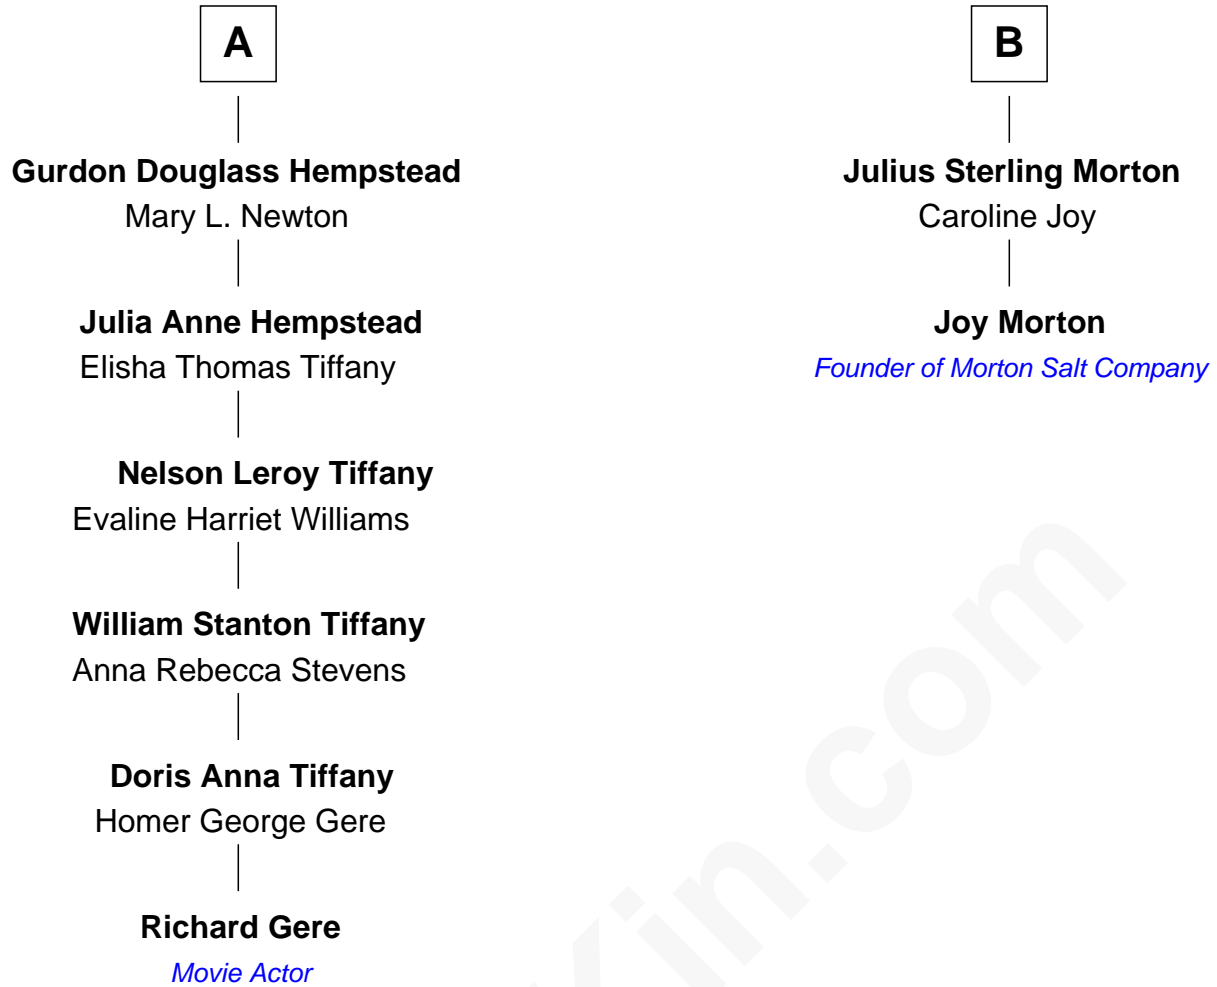 A
Gurdon Douglass Hempstead
Mary L. Newton
Julia Anne Hempstead
Elisha Thomas Tiffany
Nelson Leroy Tiffany
Evaline Harriet Williams
William Stanton Tiffany
Anna Rebecca Stevens
Doris Anna Tiffany
Homer George Gere
Richard Gere
Movie Actor
B
Julius Sterling Morton
Caroline Joy
Joy Morton
Founder of Morton Salt Company